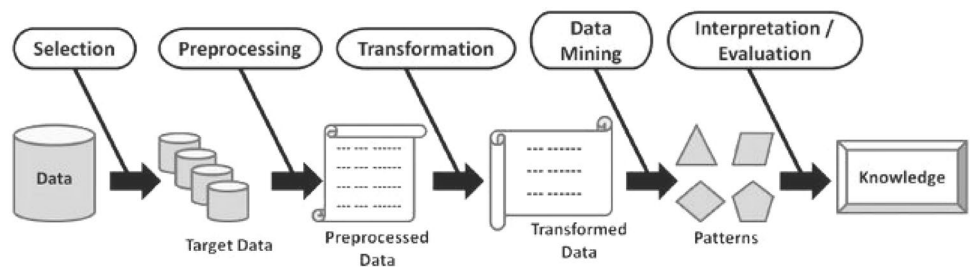 Selection
Preprocessing
Transformation
Data
Mining
Interpretation /
Evaluation
Data
Target Data
Preprocessed
Data
Transformed
Data
Patterns
Knowledge